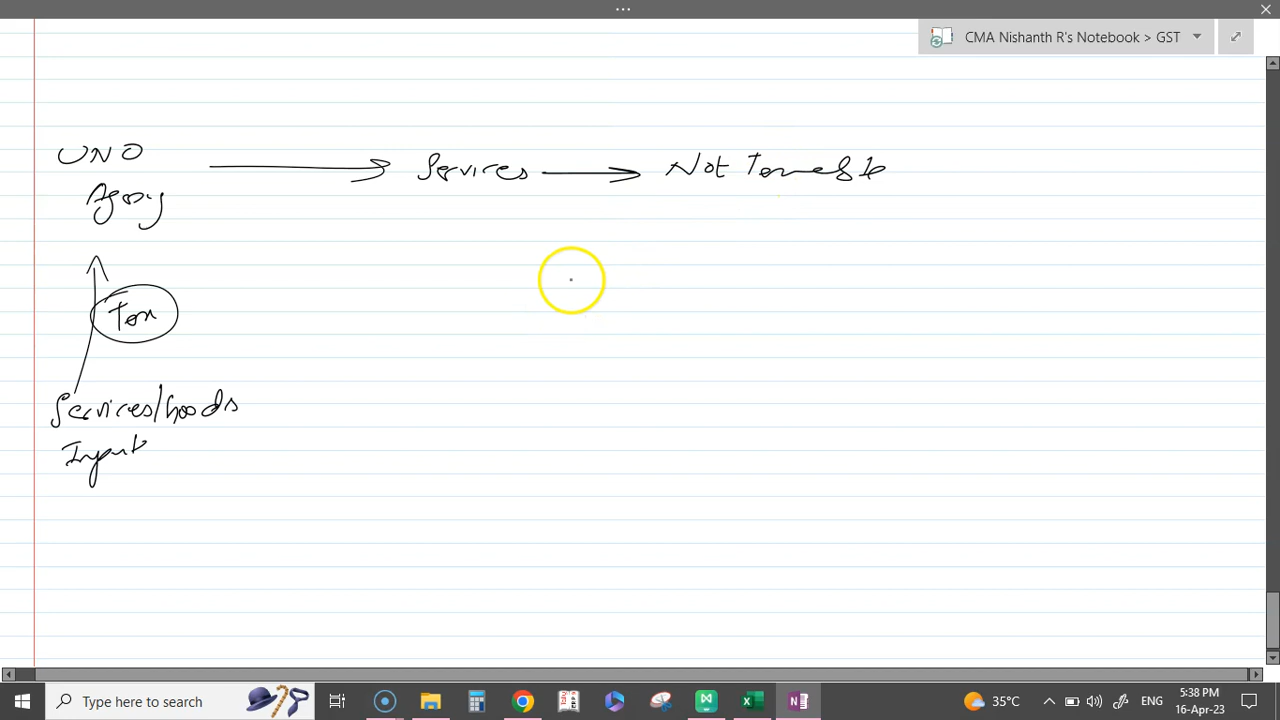 ...
CMA Nishanth R's Notebook > GST
UNO → Services → Not Taxable
Agency
Tax
Services/Goods
Input
Type here to search
35°C
ENG
5:38 PM
16-Apr-23